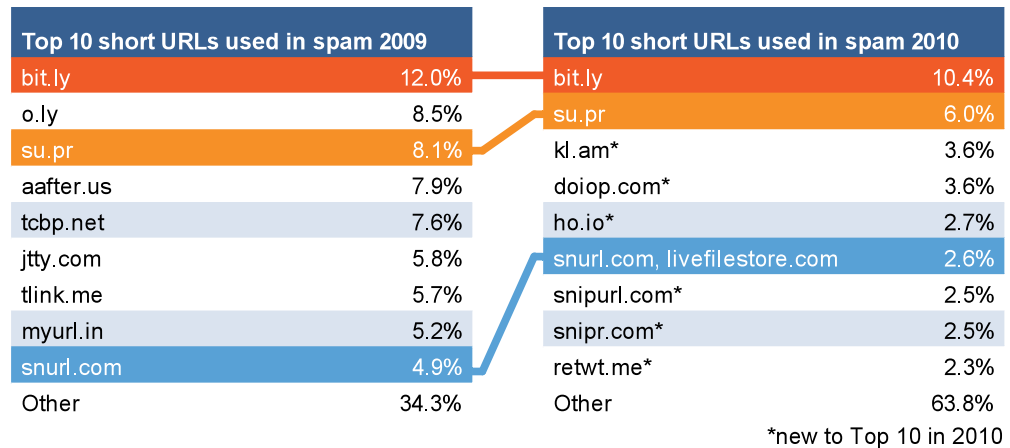 Top 10 short URLs used in spam 2009
bit.ly 12.0%
o.ly 8.5%
su.pr 8.1%
aafter.us 7.9%
tcbp.net 7.6%
jtty.com 5.8%
tlink.me 5.7%
myurl.in 5.2%
snurl.com 4.9%
Other 34.3%
Top 10 short URLs used in spam 2010
bit.ly 10.4%
su.pr 6.0%
kl.am* 3.6%
doiop.com* 3.6%
ho.io* 2.7%
snurl.com, livefilestore.com 2.6%
snipurl.com* 2.5%
snipr.com* 2.5%
retwt.me* 2.3%
Other 63.8%
*new to Top 10 in 2010